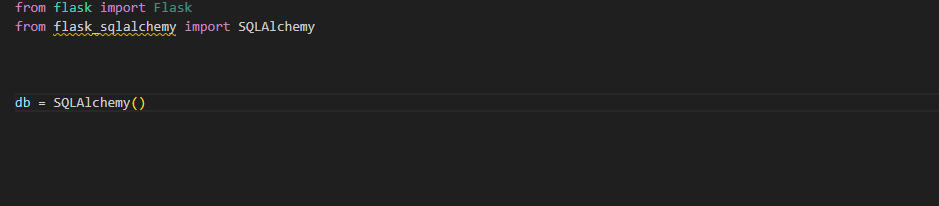 from flask import Flask
from flask_sqlalchemy import SQLAlchemy
db = SQLAlchemy()